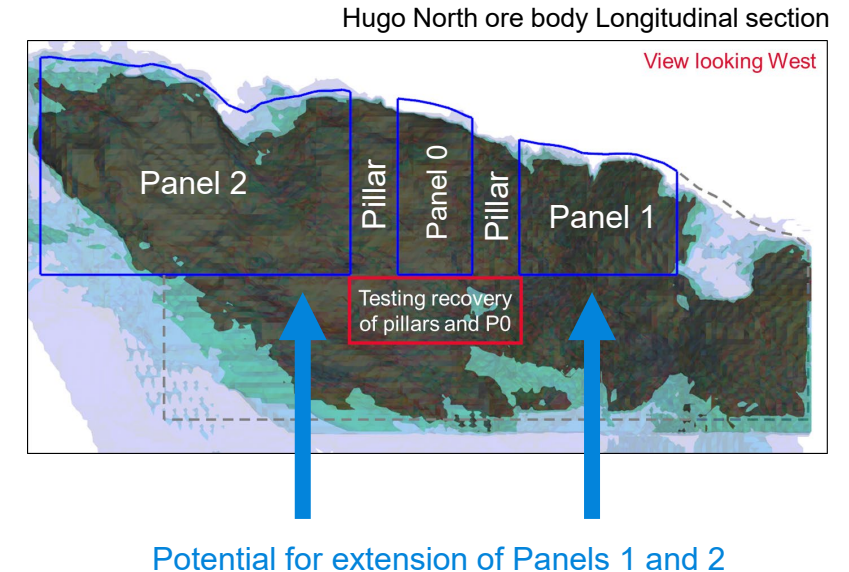 Hugo North ore body Longitudinal section
View looking West
Panel 2
Pillar
Panel 0
Pillar
Panel 1
Testing recovery
of pillars and P0
Potential for extension of Panels 1 and 2